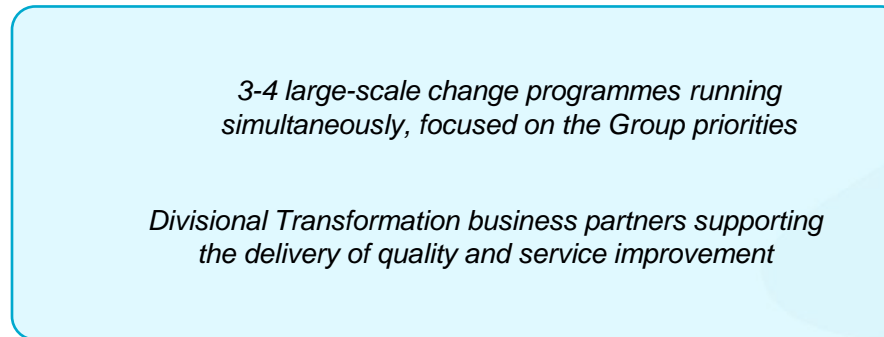 3-4 large-scale change programmes running
simultaneously, focused on the Group priorities
Divisional Transformation business partners supporting
the delivery of quality and service improvement